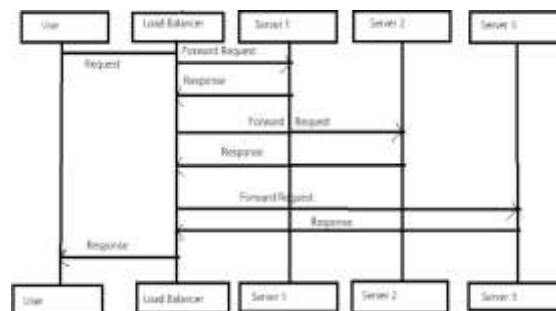 User
Load Balancer
Server 1
Server 2
Server 3
Forward Request
Request
Response
Forward Request
Response
Forward Request
Response
Response
User
Load Balancer
Server 1
Server 2
Server 3